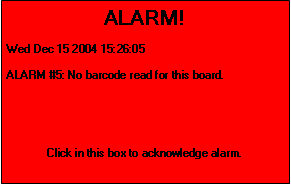 ALARM!
Wed Dec 15 2004 15:26:05
ALARM #5: No barcode read for this board.
Click in this box to acknowledge alarm.